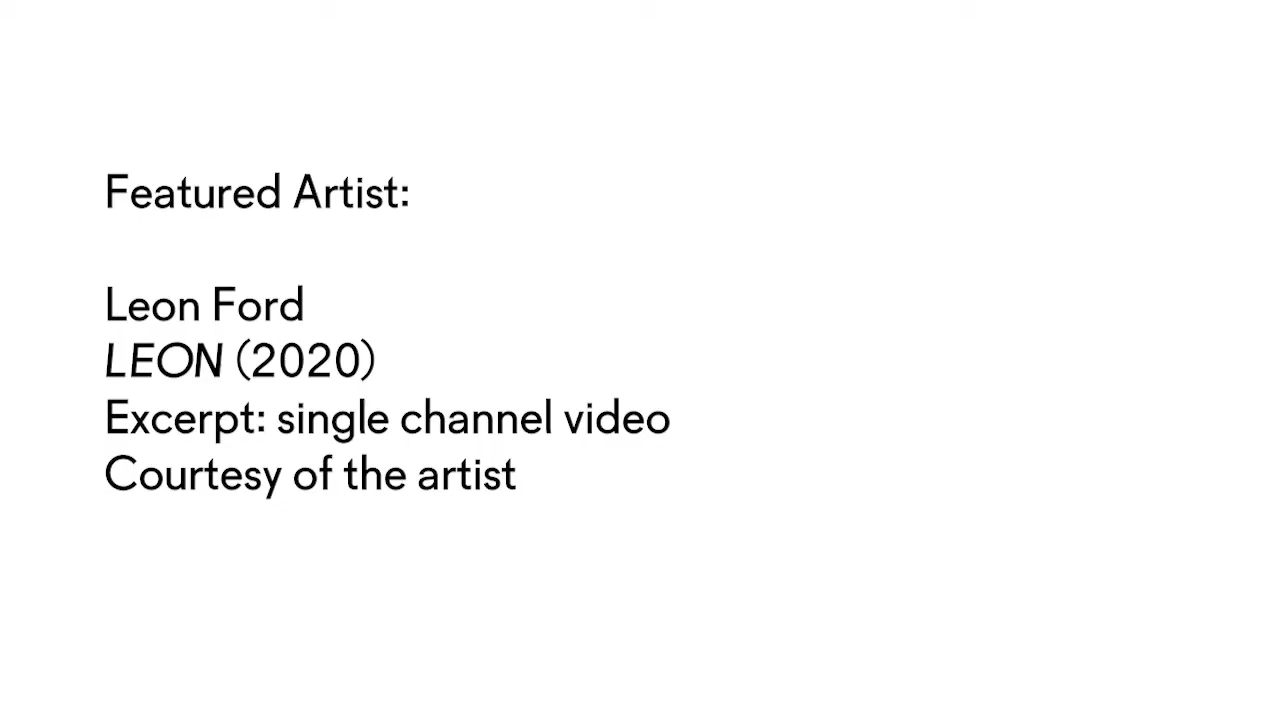 Featured Artist:
Leon Ford
LEON (2020)
Excerpt: single channel video
Courtesy of the artist